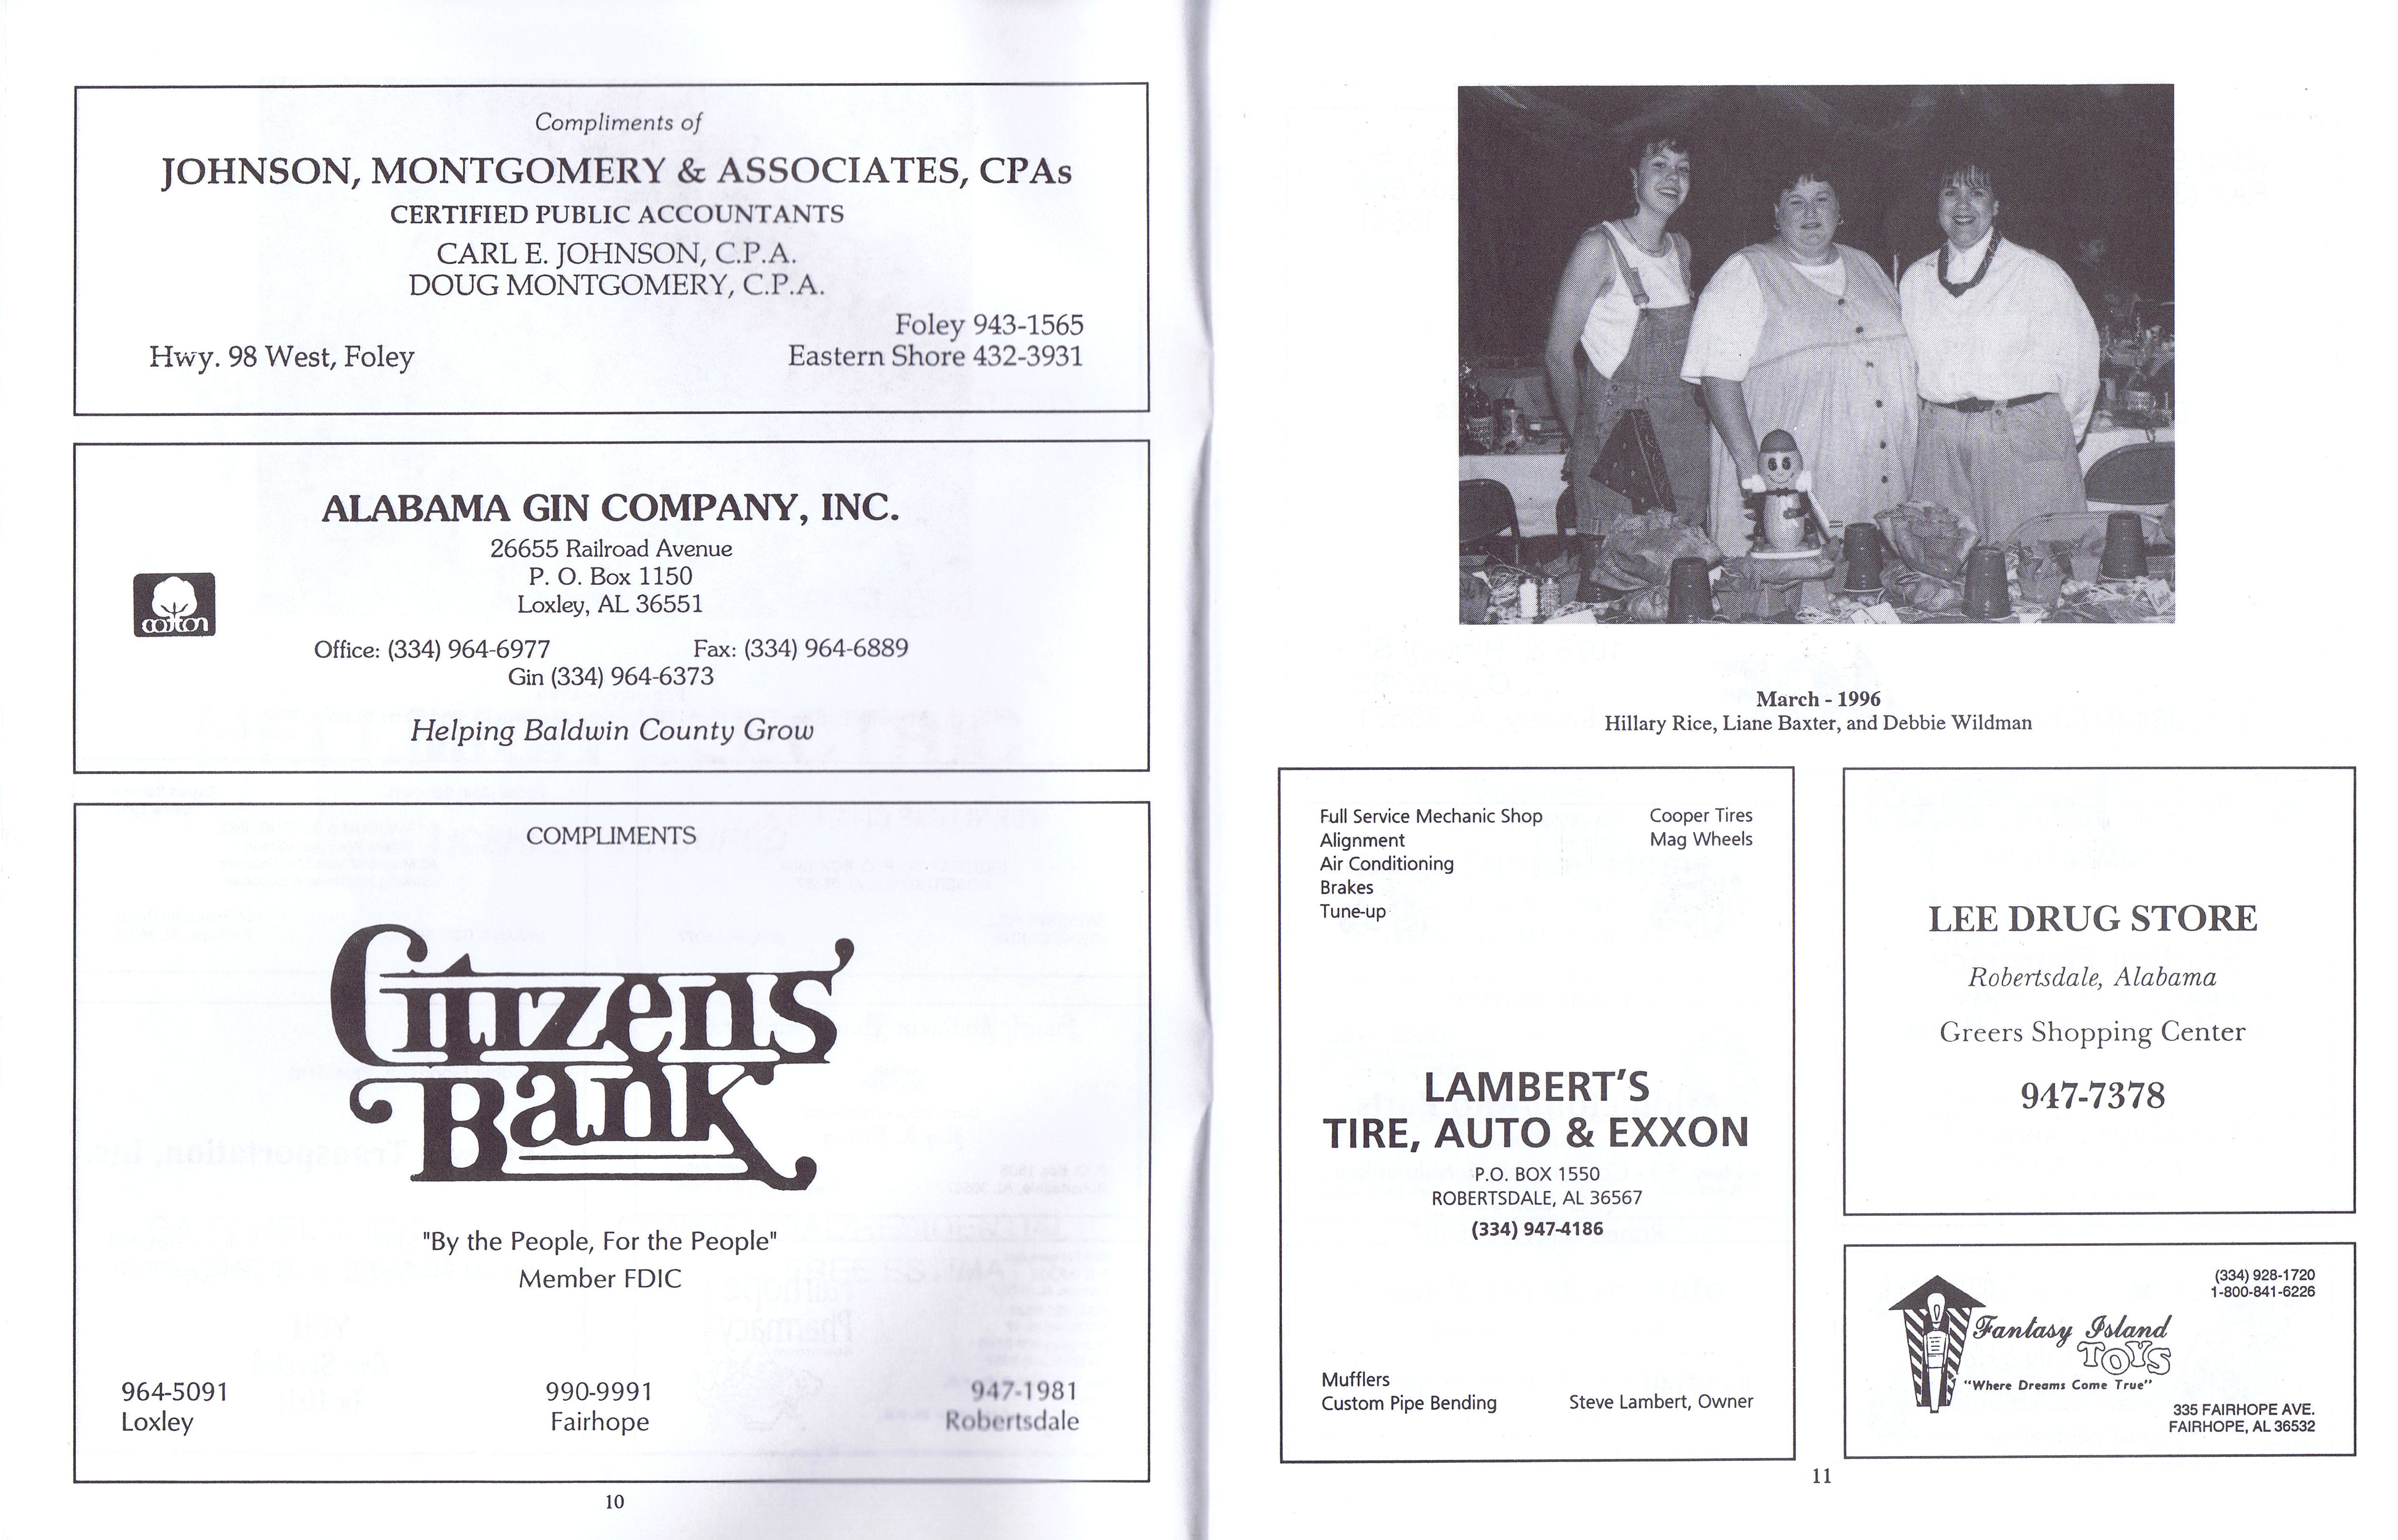 Compliments of
JOHNSON, MONTGOMERY & ASSOCIATES, CPAs
CERTIFIED PUBLIC ACCOUNTANTS
CARL E. JOHNSON, C.P.A.
DOUG MONTGOMERY, C.P.A.
Foley 943-1565
Hwy. 98 West, Foley
Eastern Shore 432-3931
ALABAMA GIN COMPANY, INC.
26655 Railroad Avenue
P. O. Box 1150
Loxley, AL 36551
cotton
Office: (334) 964-6977
Fax: (334) 964-6889
Gin (334) 964-6373
Helping Baldwin County Grow
COMPLIMENTS
Citizens'
Bank
"By the People, For the People"
Member FDIC
964-5091
Loxley
990-9991
Fairhope
947-1981
Robertsdale
10
March - 1996
Hillary Rice, Liane Baxter, and Debbie Wildman
Full Service Mechanic Shop
Alignment
Air Conditioning
Brakes
Tune-up
Cooper Tires
Mag Wheels
LAMBERT'S
TIRE, AUTO & EXXON
P.O. BOX 1550
ROBERTSDALE, AL 36567
(334) 947-4186
Mufflers
Custom Pipe Bending
Steve Lambert, Owner
LEE DRUG STORE
Robertsdale, Alabama
Greers Shopping Center
947-7378
(334) 928-1720
1-800-841-6226
Fantasy Island
TOYS
"Where Dreams Come True"
335 FAIRHOPE AVE.
FAIRHOPE, AL 36532
11